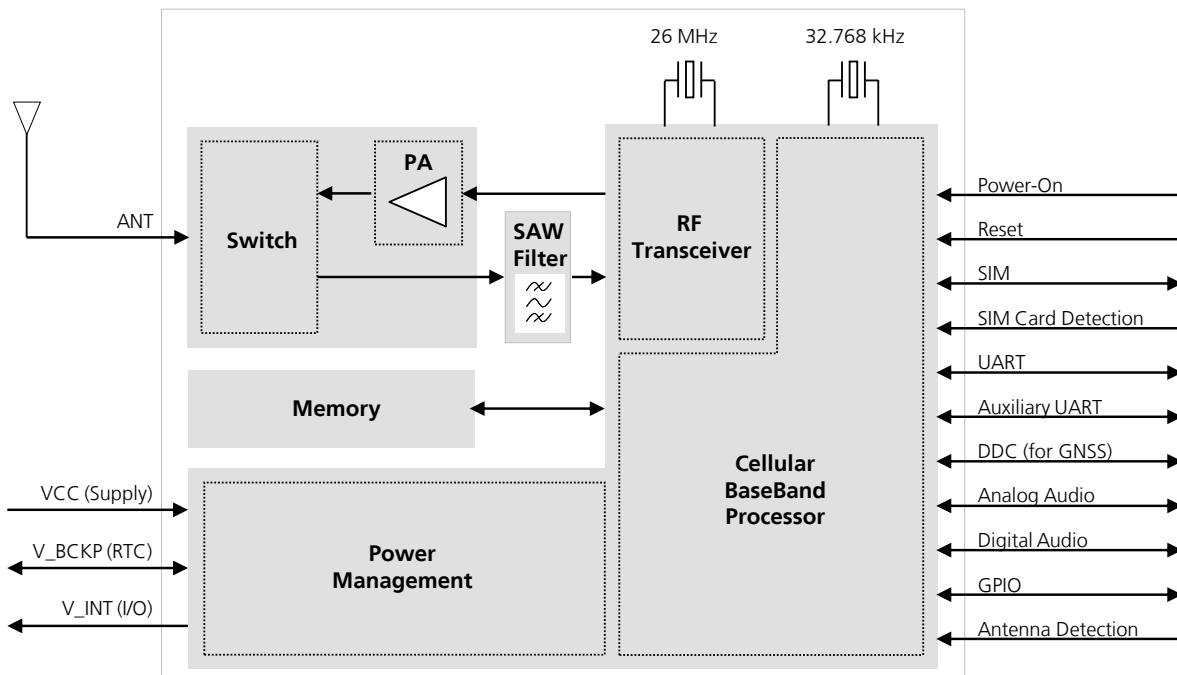 26 MHz
32.768 kHz
ANT
Switch
PA
SAW
Filter
RF
Transceiver
Memory
Cellular
BaseBand
Processor
Power
Management
VCC (Supply)
V_BCKP (RTC)
V_INT (I/O)
Power-On
Reset
SIM
SIM Card Detection
UART
Auxiliary UART
DDC (for GNSS)
Analog Audio
Digital Audio
GPIO
Antenna Detection